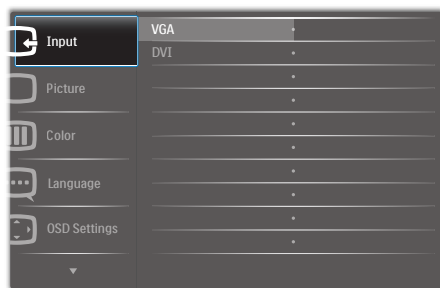 Input
VGA
DVI
Picture
Color
Language
OSD Settings